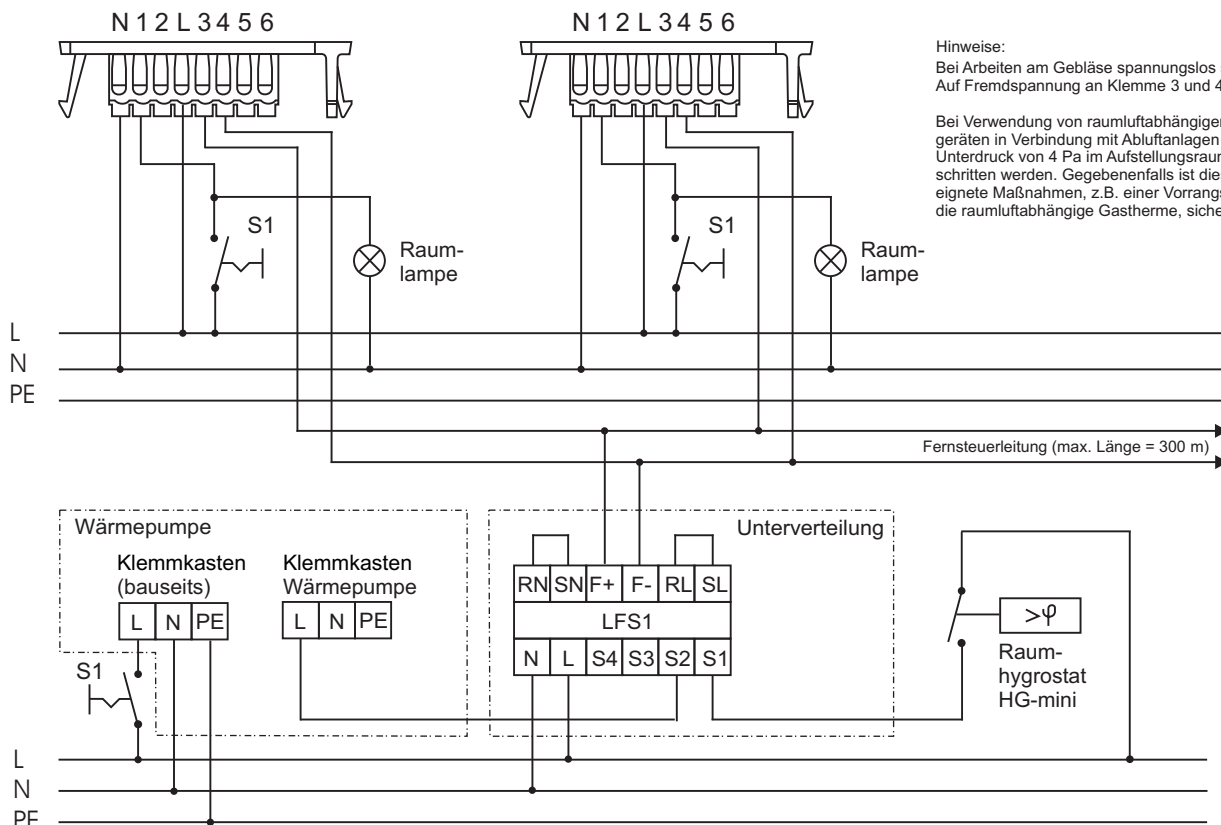 N 1 2 L 3 4 5 6
N 1 2 L 3 4 5 6
Hinweise:
Bei Arbeiten am Gebläse spannungslos
Auf Fremdspannung an Klemme 3 und 4
Bei Verwendung von raumluftabhängiger
geräten in Verbindung mit Abluftanlagen
Unterdruck von 4 Pa im Aufstellungsraum
schritten werden. Gegebenenfalls ist die
eignete Maßnahmen, z.B. einer Vorrangs
die raumluftabhängige Gastherme, siche
S1
Raum-
lampe
S1
Raum-
lampe
L
N
PE
Fernsteuerleitung (max. Länge = 300 m)
Wärmepumpe
Klemmkasten
(bauseits)
L N PE
Klemmkasten
Wärmepumpe
L N PE
S1
Unterverteilung
RN SN F+ F- RL SL
LFS1
N L S4 S3 S2 S1
>φ
Raum-
hygrostat
HG-mini
L
N
PE